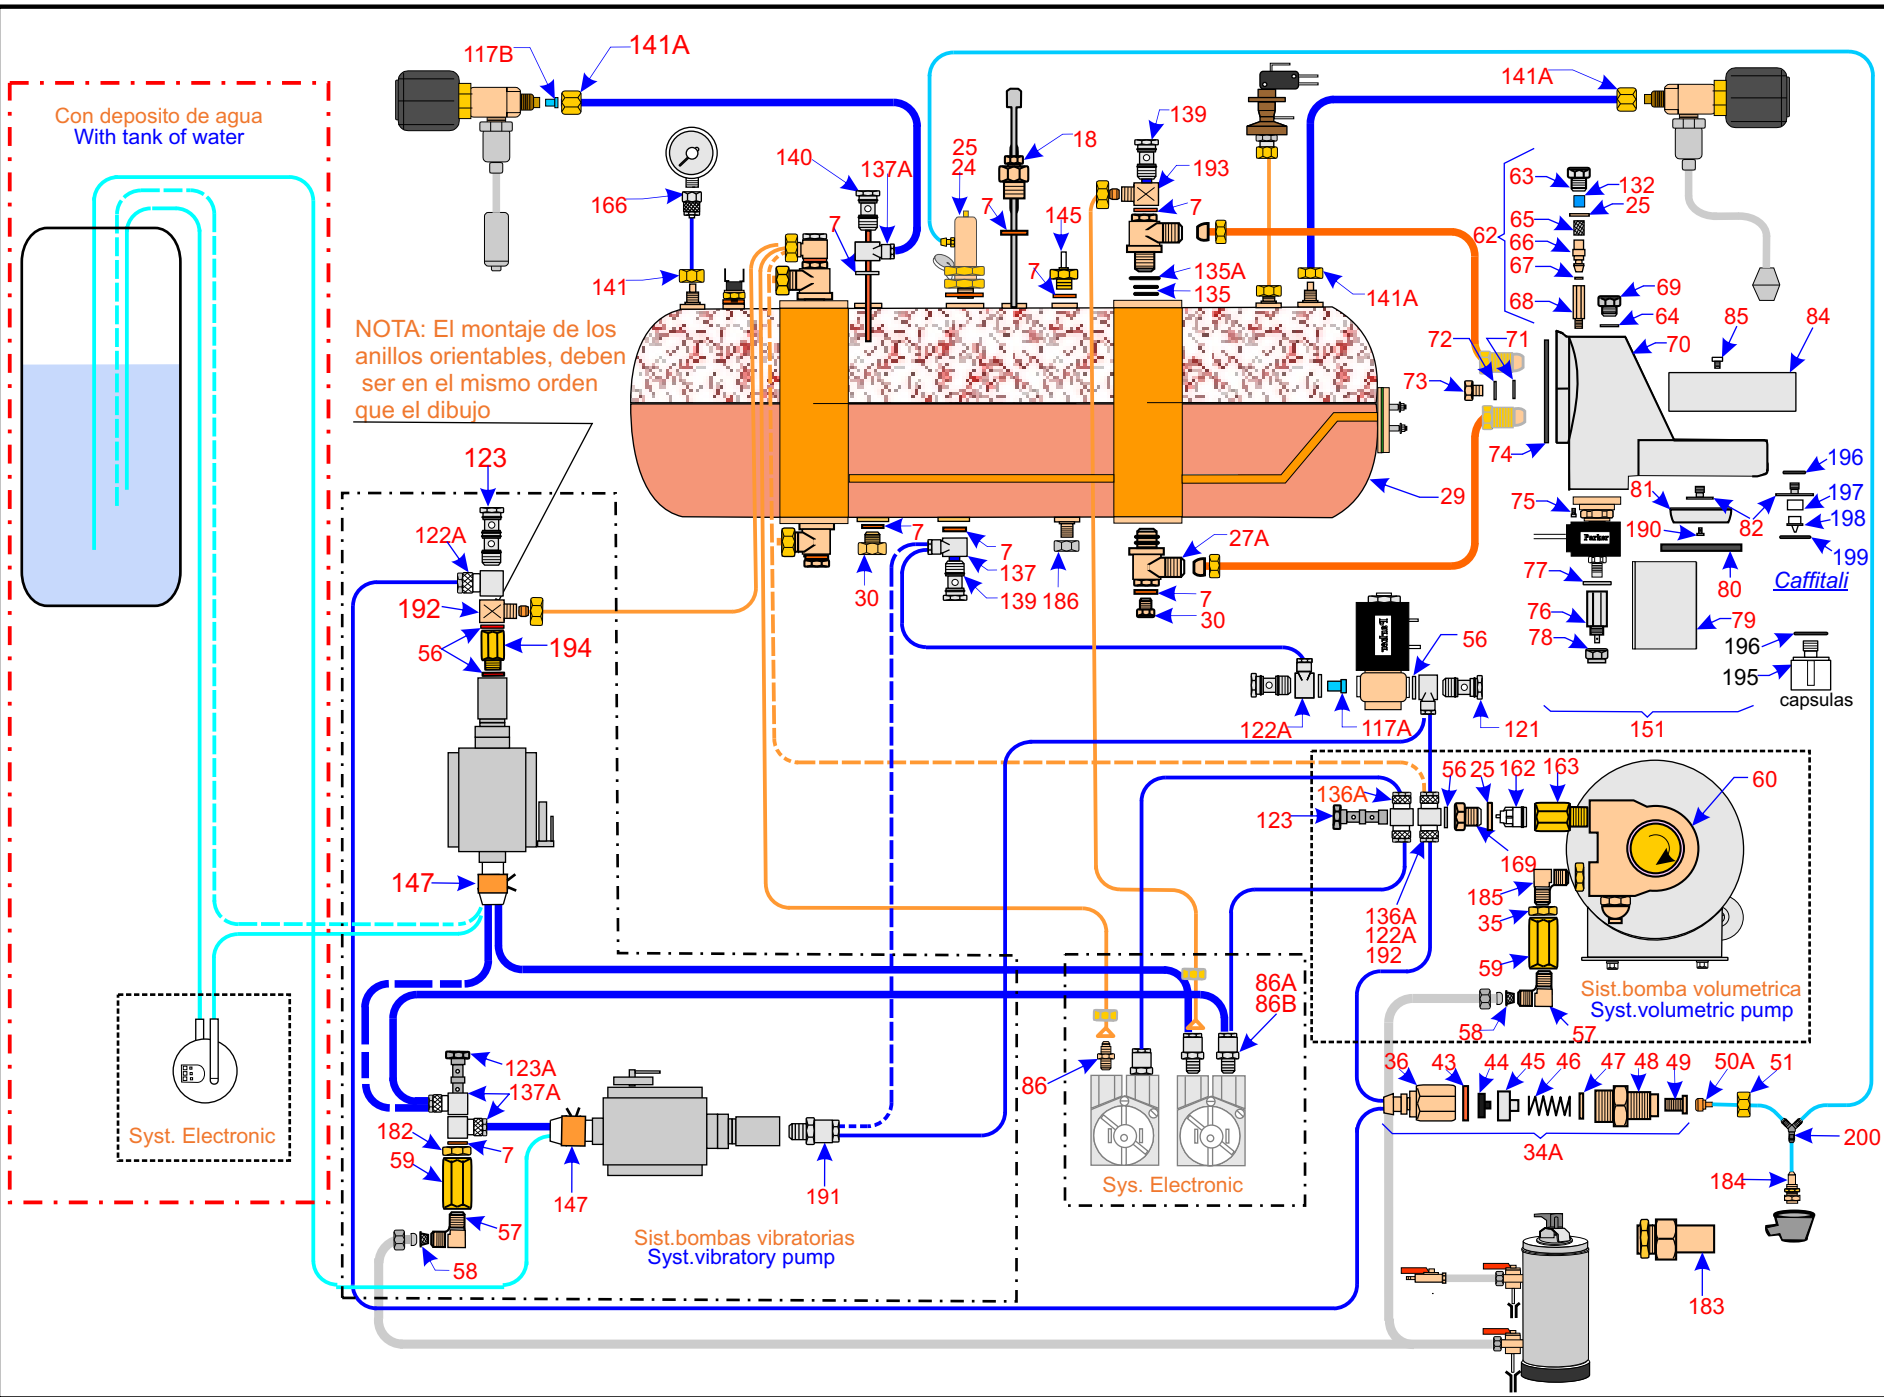 117B
141A
141A
Con deposito de agua
With tank of water
139
18
140
137A
25
24
193
63
132
25
166
7
7
145
7
65
62
66
67
141
7
135A
135
141A
68
69
64
NOTA: El montaje de los
anillos orientables, deben
ser en el mismo orden
que el dibujo
72
71
70
85
84
73
74
123
29
196
81
197
75
82
198
190
199
122A
7
7
27A
Parker
77
80
Caffitali
30
137
139
186
7
30
192
76
79
56
194
78
196
195
capsulas
Parker
56
122A
117A
121
151
136A
56
25
162
163
60
123
169
147
185
136A
122A
192
35
59
86A
86B
Sist.bomba volumetrica
Syst.volumetric pump
58
57
123A
137A
86
36
43
44
45
46
47
48
49
50A
51
Syst. Electronic
182
7
59
34A
200
147
191
Sys. Electronic
184
57
58
Sist.bombas vibratorias
Syst.vibratory pump
183